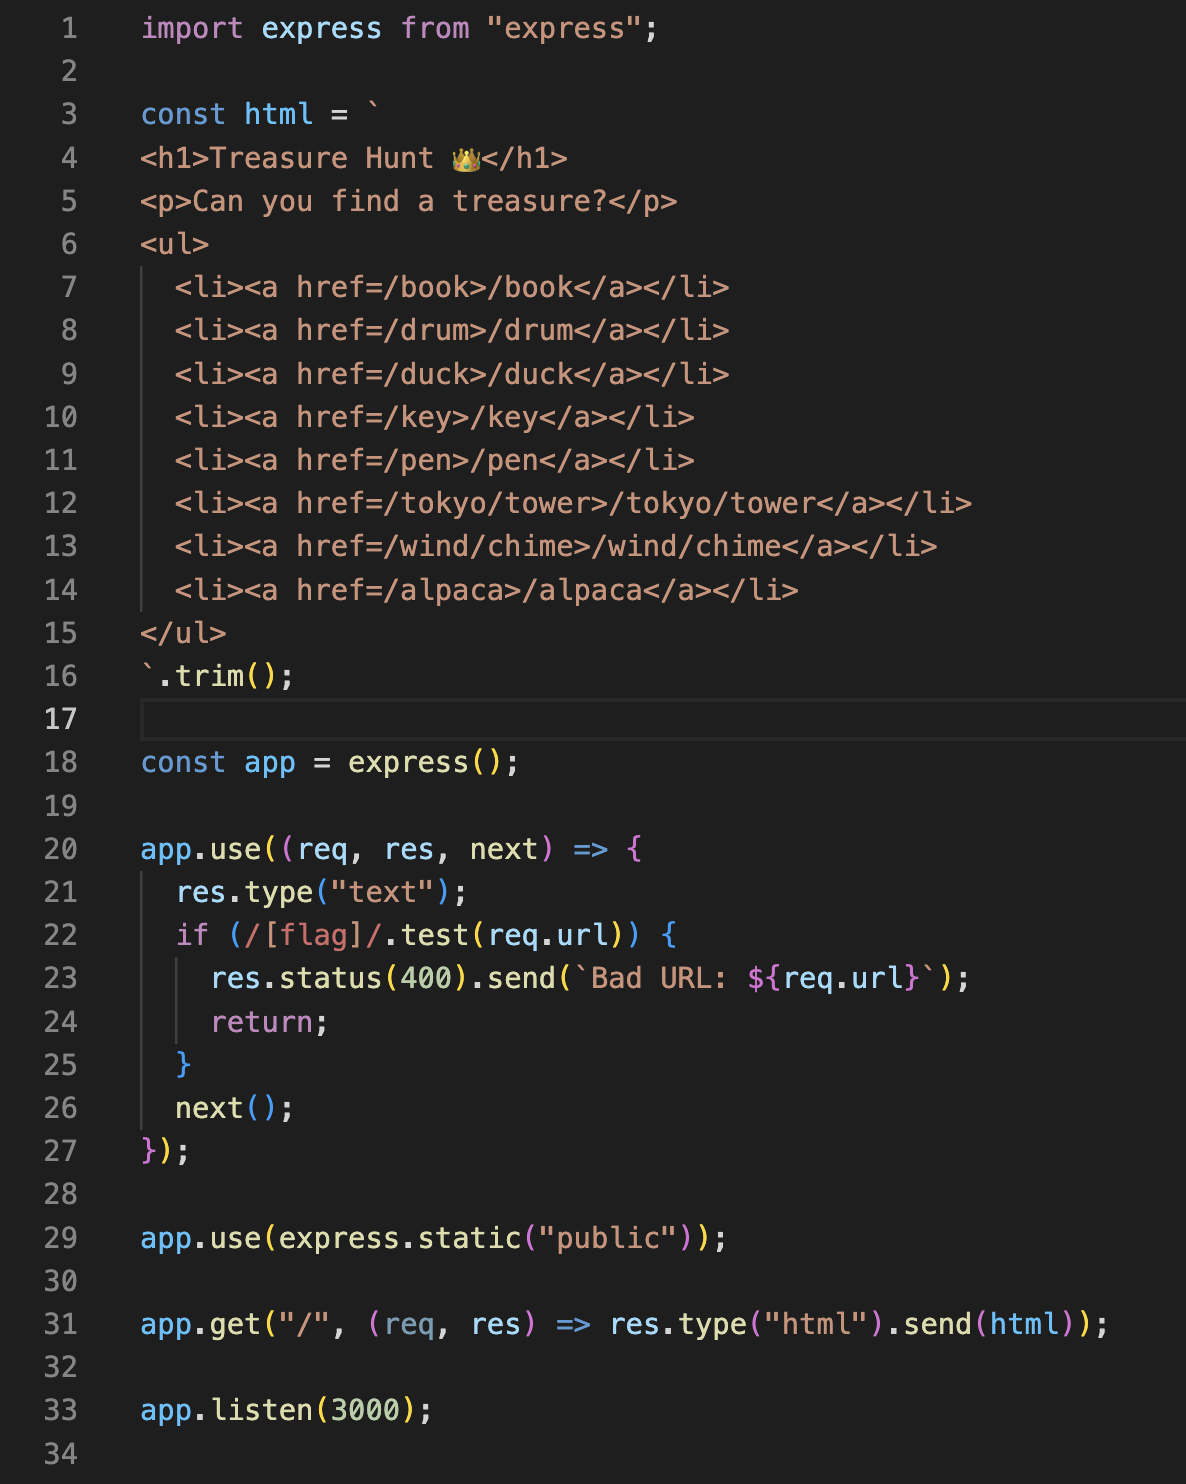 1 import express from "express";
2
3 const html = `
4 <h1>Treasure Hunt 👑</h1>
5 <p>Can you find a treasure?</p>
6 <ul>
7   <li><a href=/book>/book</a></li>
8   <li><a href=/drum>/drum</a></li>
9   <li><a href=/duck>/duck</a></li>
10   <li><a href=/key>/key</a></li>
11   <li><a href=/pen>/pen</a></li>
12   <li><a href=/tokyo/tower>/tokyo/tower</a></li>
13   <li><a href=/wind/chime>/wind/chime</a></li>
14   <li><a href=/alpaca>/alpaca</a></li>
15 </ul>
16 `.trim();
17
18 const app = express();
19
20 app.use((req, res, next) => {
21   res.type("text");
22   if (/[flag]/.test(req.url)) {
23     res.status(400).send(`Bad URL: ${req.url}`);
24     return;
25   }
26   next();
27 });
28
29 app.use(express.static("public"));
30
31 app.get("/", (req, res) => res.type("html").send(html));
32
33 app.listen(3000);
34